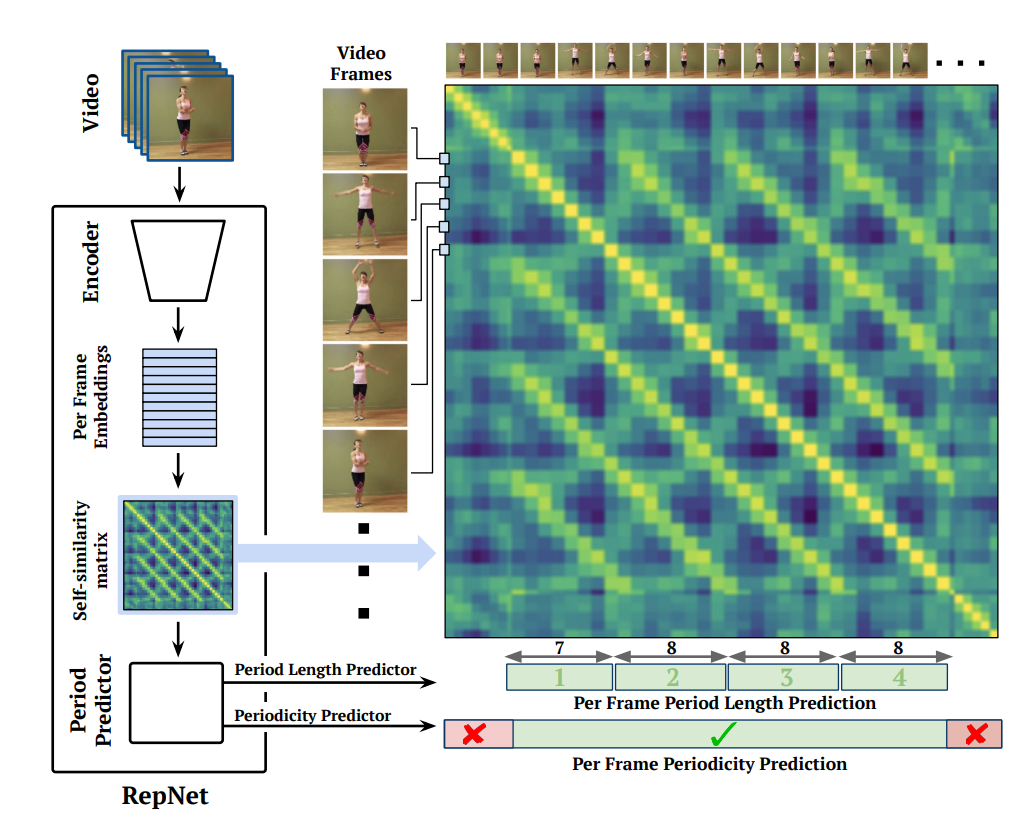 Video
Encoder
Per Frame
Embeddings
Self-similarity
matrix
Period
Predictor
RepNet
Video
Frames
Period Length Predictor
Periodicity Predictor
7 8 8 8
1 2 3 4
Per Frame Period Length Prediction
Per Frame Periodicity Prediction